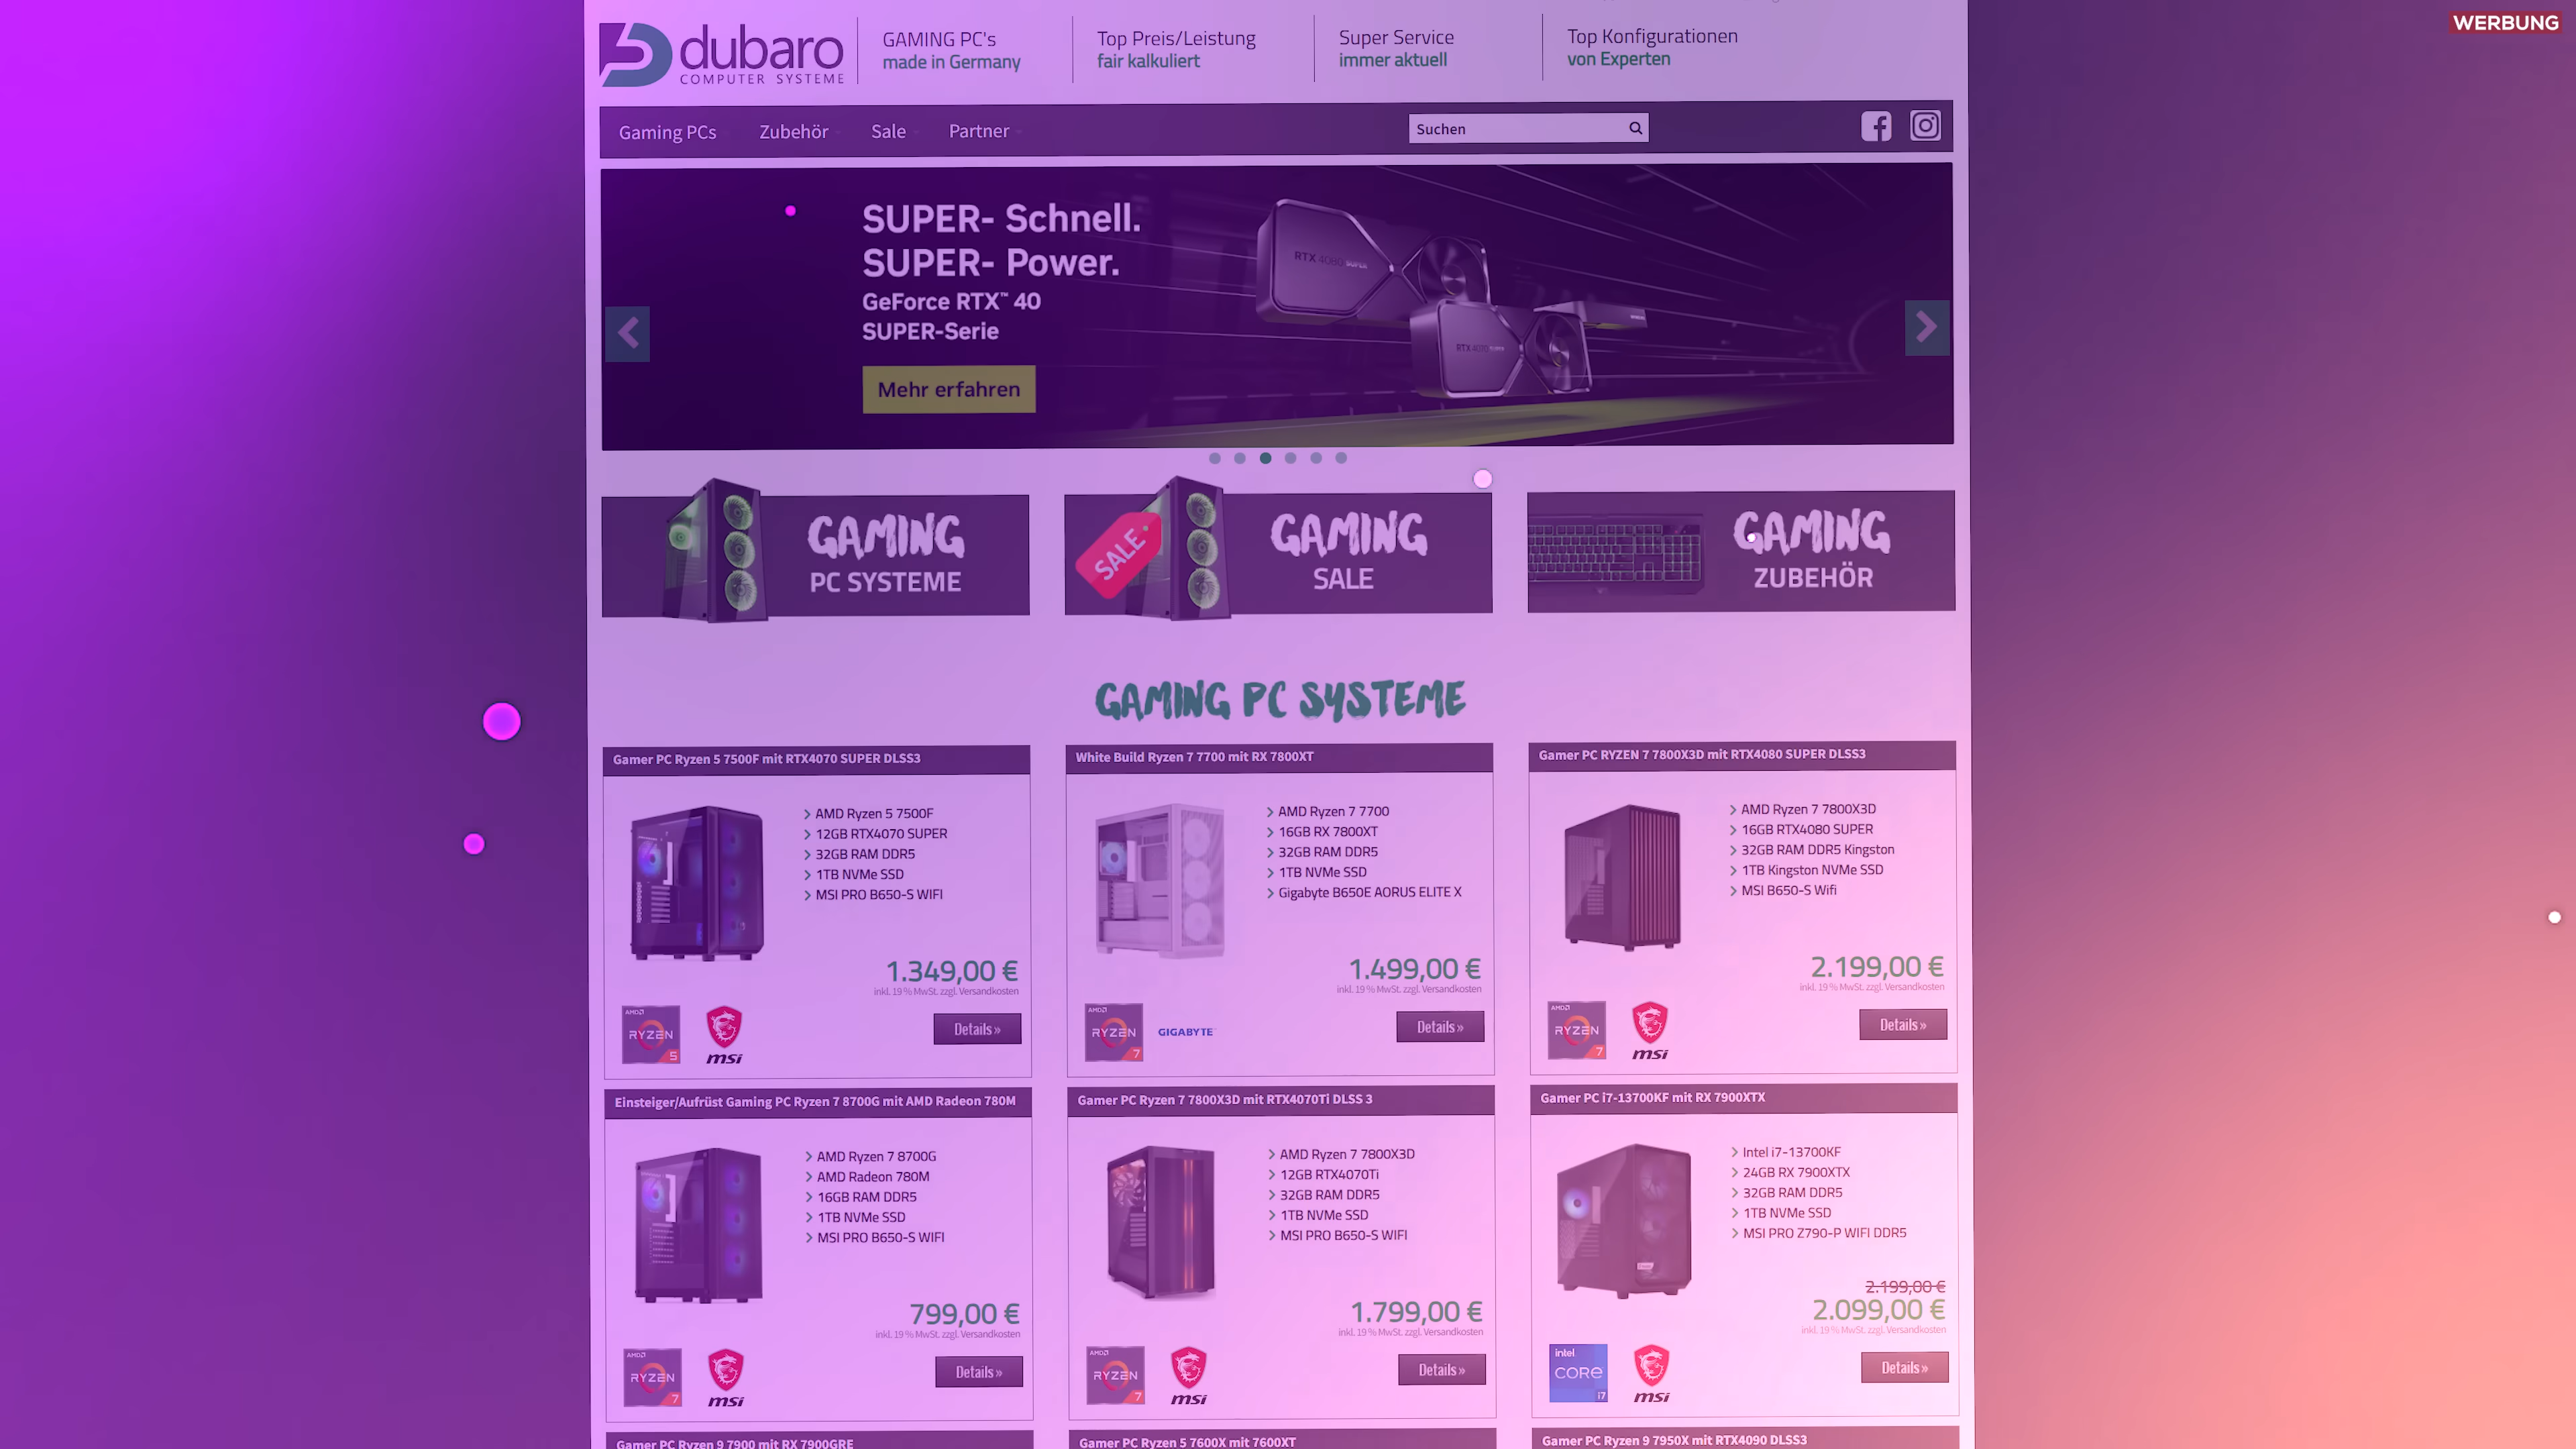 WERBUNG
dubaro
COMPUTER SYSTEME
GAMING PC's
made in Germany
Top Preis/Leistung
fair kalkuliert
Super Service
immer aktuell
Top Konfigurationen
von Experten
Gaming PCs
Zubehör
Sale
Partner
Suchen
SUPER- Schnell.
SUPER- Power.
GeForce RTX™ 40
SUPER-Serie
Mehr erfahren
RTX 4080 SUPER
RTX 4070 SUPER
GAMING
PC SYSTEME
SALE
GAMING
SALE
GAMING
ZUBEHÖR
GAMING PC SYSTEME
Gamer PC Ryzen 5 7500F mit RTX4070 SUPER DLSS3
AMD Ryzen 5 7500F
12GB RTX4070 SUPER
32GB RAM DDR5
1TB NVMe SSD
MSI PRO B650-S WIFI
1.349,00 €
inkl. 19 % MwSt. zzgl. Versandkosten
AMD
RYZEN
5
msi
Details »
White Build Ryzen 7 7700 mit RX 7800XT
AMD Ryzen 7 7700
16GB RX 7800XT
32GB RAM DDR5
1TB NVMe SSD
Gigabyte B650E AORUS ELITE X
1.499,00 €
inkl. 19 % MwSt. zzgl. Versandkosten
AMD
RYZEN
7
GIGABYTE
Details »
Gamer PC RYZEN 7 7800X3D mit RTX4080 SUPER DLSS3
AMD Ryzen 7 7800X3D
16GB RTX4080 SUPER
32GB RAM DDR5 Kingston
1TB Kingston NVMe SSD
MSI B650-S Wifi
2.199,00 €
inkl. 19 % MwSt. zzgl. Versandkosten
AMD
RYZEN
7
msi
Details »
Einsteiger/Aufrüst Gaming PC Ryzen 7 8700G mit AMD Radeon 780M
AMD Ryzen 7 8700G
AMD Radeon 780M
16GB RAM DDR5
1TB NVMe SSD
MSI PRO B650-S WIFI
799,00 €
inkl. 19 % MwSt. zzgl. Versandkosten
AMD
RYZEN
7
msi
Details »
Gamer PC Ryzen 7 7800X3D mit RTX4070Ti DLSS 3
AMD Ryzen 7 7800X3D
12GB RTX4070Ti
32GB RAM DDR5
1TB NVMe SSD
MSI PRO B650-S WIFI
1.799,00 €
inkl. 19 % MwSt. zzgl. Versandkosten
AMD
RYZEN
7
msi
Details »
Gamer PC i7-13700KF mit RX 7900XTX
Intel i7-13700KF
24GB RX 7900XTX
32GB RAM DDR5
1TB NVMe SSD
MSI PRO Z790-P WIFI DDR5
2.199,00 €
2.099,00 €
inkl. 19 % MwSt. zzgl. Versandkosten
intel
CORE
i7
msi
Details »
Gamer PC Ryzen 9 7900 mit RX 7900GRE
Gamer PC Ryzen 5 7600X mit 7600XT
Gamer PC Ryzen 9 7950X mit RTX4090 DLSS3